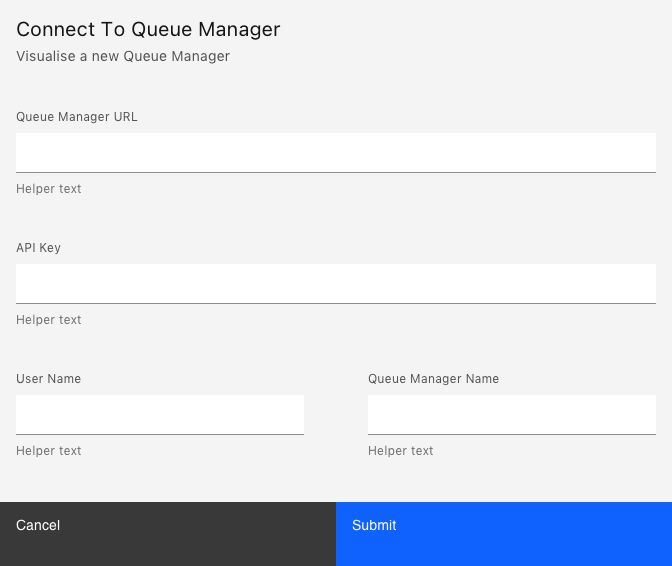 Connect To Queue Manager
Visualise a new Queue Manager
Queue Manager URL
Helper text
API Key
Helper text
User Name
Queue Manager Name
Helper text
Helper text
Cancel
Submit